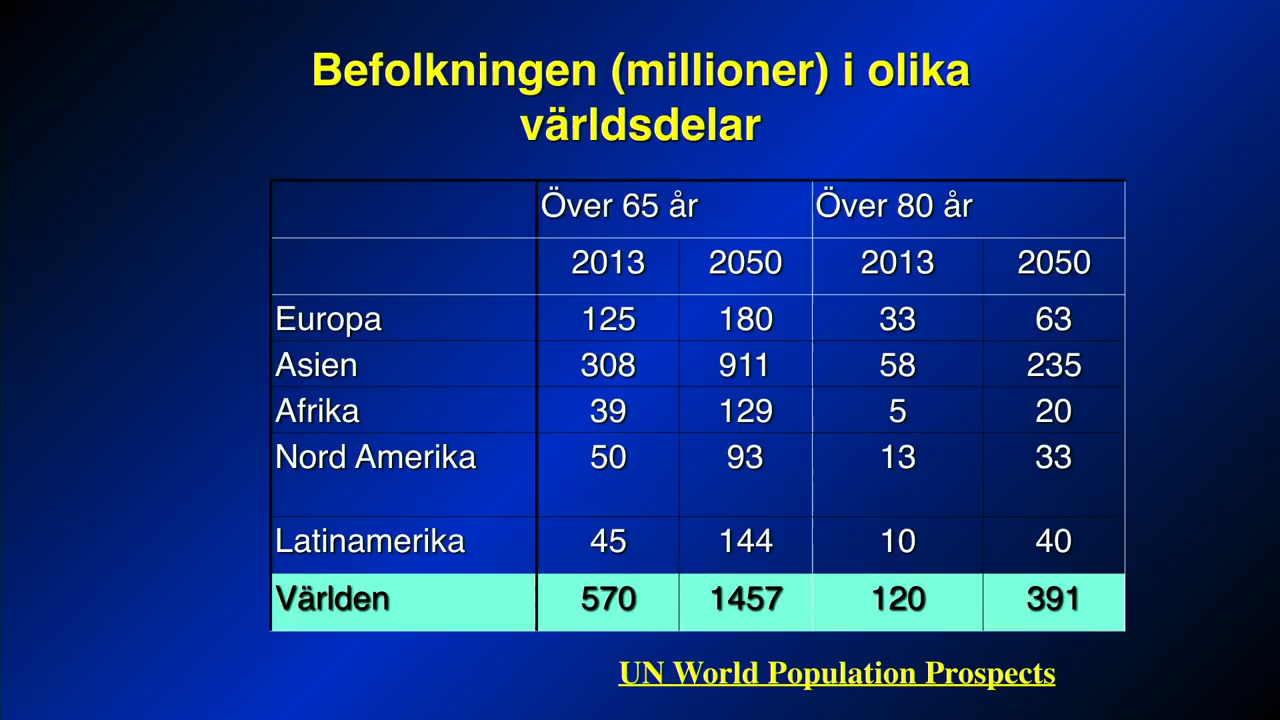 Befolkningen (millioner) i olika
världsdelar
Över 65 år Över 80 år
2013 2050 2013 2050
Europa 125 180 33 63
Asien 308 911 58 235
Afrika 39 129 5 20
Nord Amerika 50 93 13 33
Latinamerika 45 144 10 40
Världen 570 1457 120 391
UN World Population Prospects